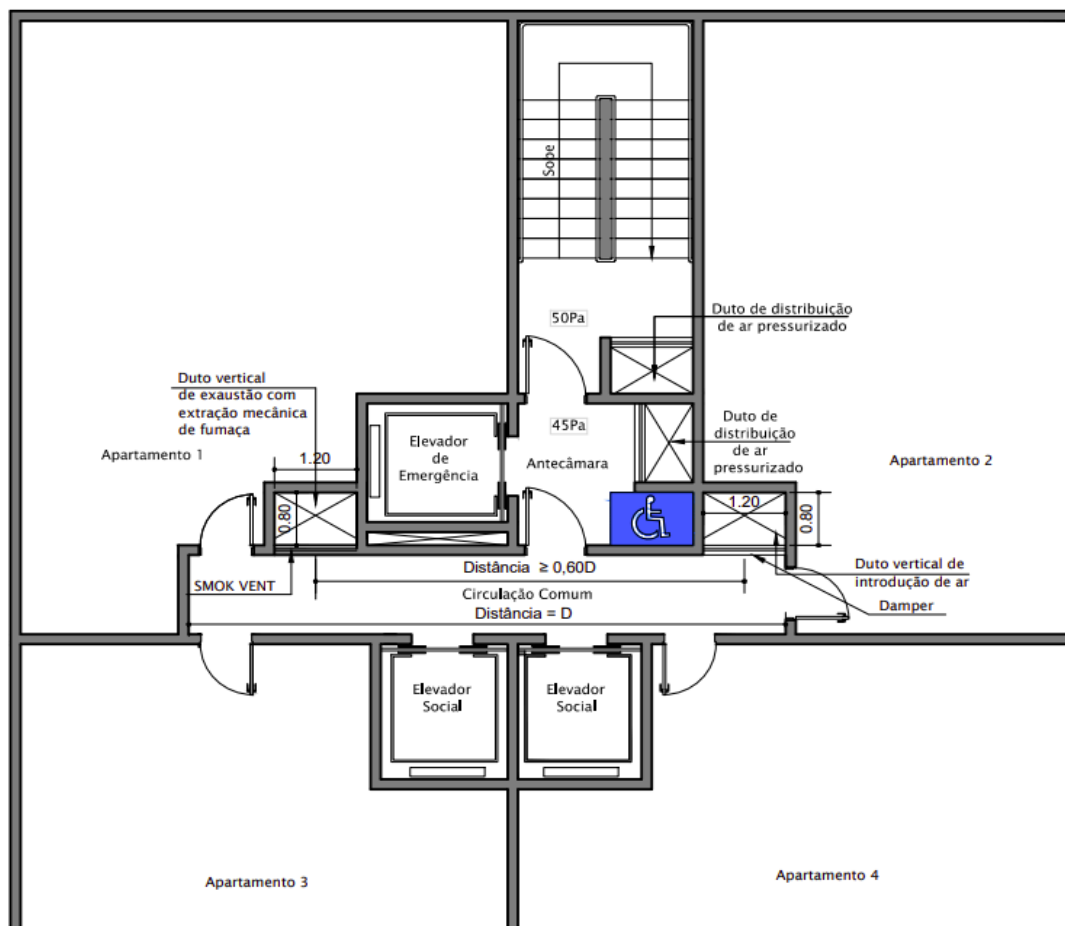 Sobe
50Pa
Duto de distribuição
de ar pressurizado
Duto vertical
de exaustão com
extração mecânica
de fumaça
45Pa
Elevador
de
Emergência
Antecâmara
Duto de
distribuição
de ar
pressurizado
Apartamento 1
1.20
Apartamento 2
0.80
1.20
0.80
SMOK VENT
Distância ≥ 0,60D
Circulação Comum
Distância = D
Duto vertical de
introdução de ar
Damper
Elevador
Social
Elevador
Social
Apartamento 3
Apartamento 4